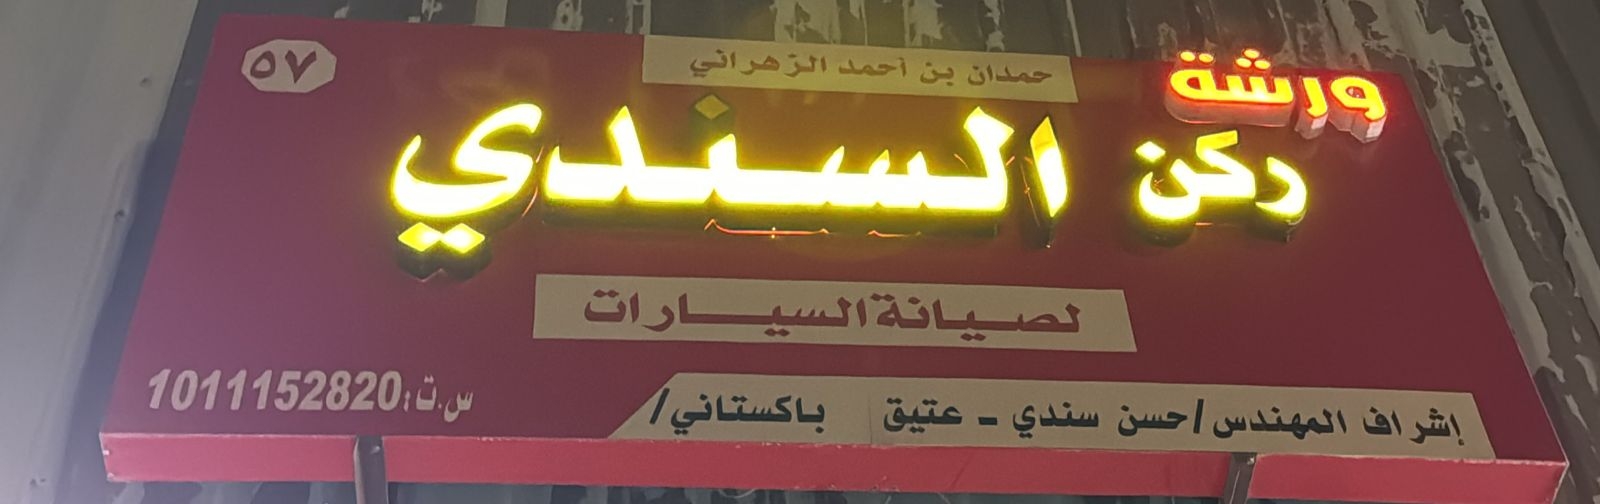 ٥٧
حمدان بن أحمد الزهراني
ورشة
ركن السندي
لصيانة السيارات
س.ت: 1011152820
إشراف المهندس / حسن سندي - عتيق باكستاني /